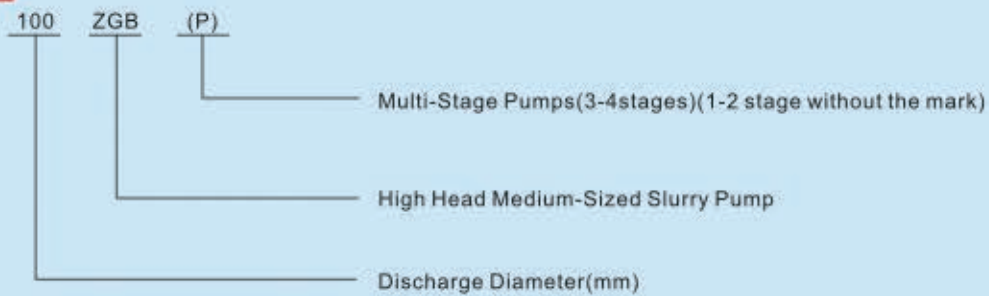 100 ZGB (P)
Multi-Stage Pumps(3-4stages)(1-2 stage without the mark)
High Head Medium-Sized Slurry Pump
Discharge Diameter(mm)